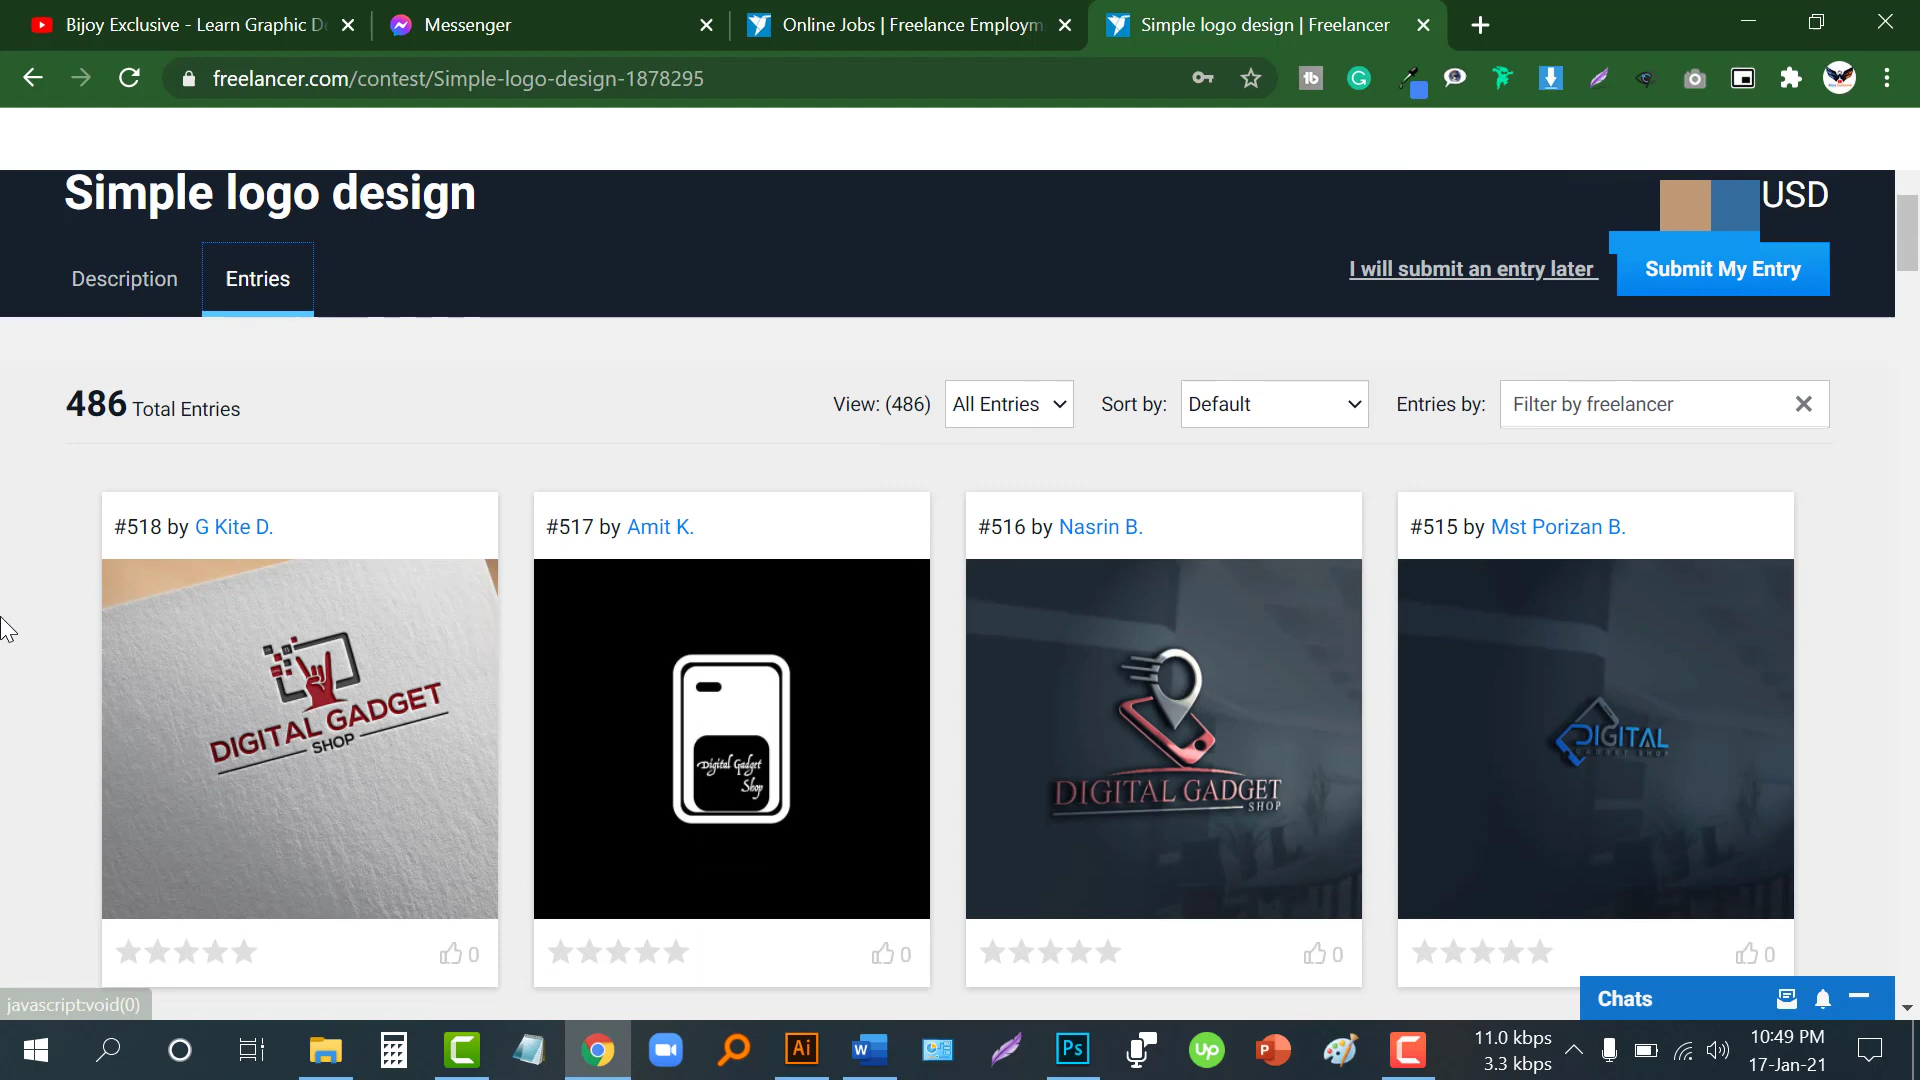 Bijoy Exclusive - Learn Graphic D
Messenger
Online Jobs | Freelance Employm
Simple logo design | Freelancer
freelancer.com/contest/Simple-logo-design-1878295
Simple logo design
USD
Description
Entries
I will submit an entry later
Submit My Entry
486 Total Entries
View: (486)
All Entries
Sort by:
Default
Entries by:
Filter by freelancer
#518 by G Kite D.
#517 by Amit K.
#516 by Nasrin B.
#515 by Mst Porizan B.
DIGITAL GADGET
SHOP
Digital Gadget
Shop
DIGITAL GADGET
SHOP
DIGITAL
GADGET SHOP
0
0
0
0
Chats
javascript:void(0)
11.0 kbps
3.3 kbps
10:49 PM
17-Jan-21